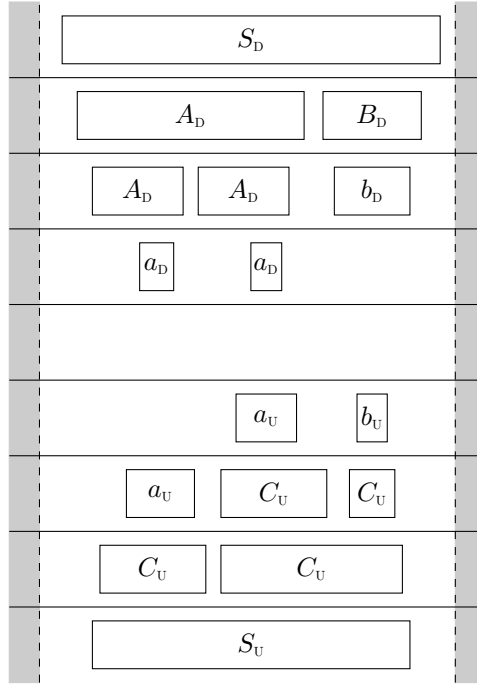 S_D
A_D B_D
A_D A_D b_D
a_D a_D
a_U b_U
a_U C_U C_U
C_U C_U
S_U